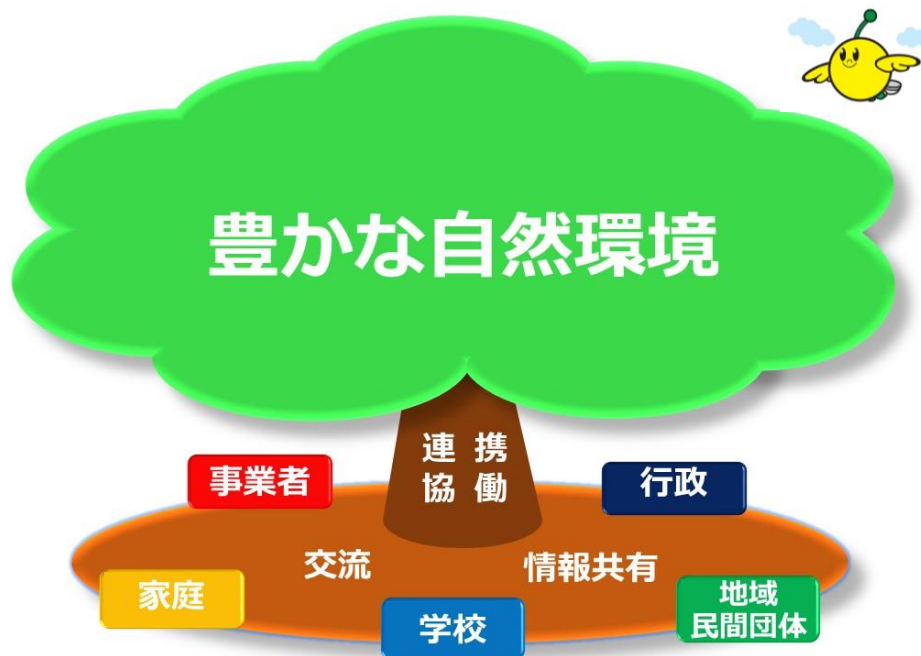 豊かな自然環境
連携
協働
事業者
行政
交流
情報共有
家庭
学校
地域
民間団体